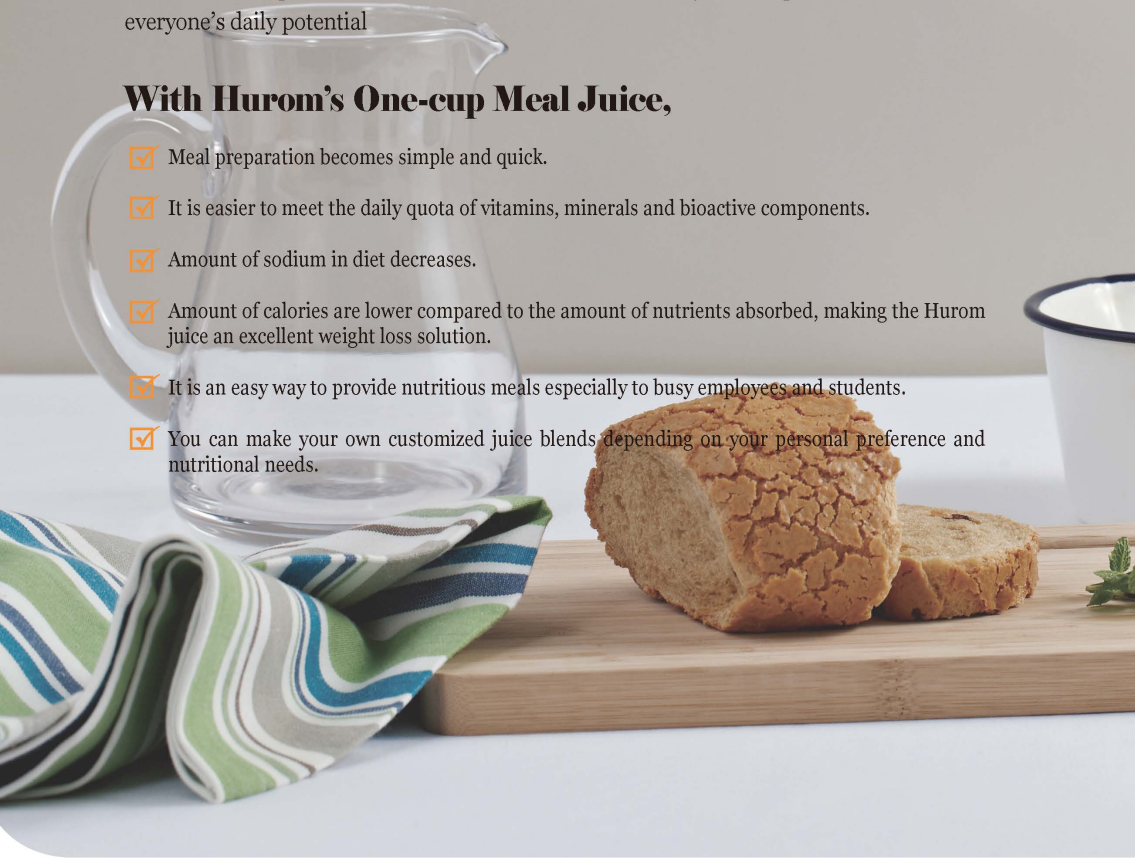 everyone's daily potential
With Hurom's One-cup Meal Juice,
Meal preparation becomes simple and quick.
It is easier to meet the daily quota of vitamins, minerals and bioactive components.
Amount of sodium in diet decreases.
Amount of calories are lower compared to the amount of nutrients absorbed, making the Hurom
juice an excellent weight loss solution.
It is an easy way to provide nutritious meals especially to busy employees and students.
You can make your own customized juice blends depending on your personal preference and
nutritional needs.